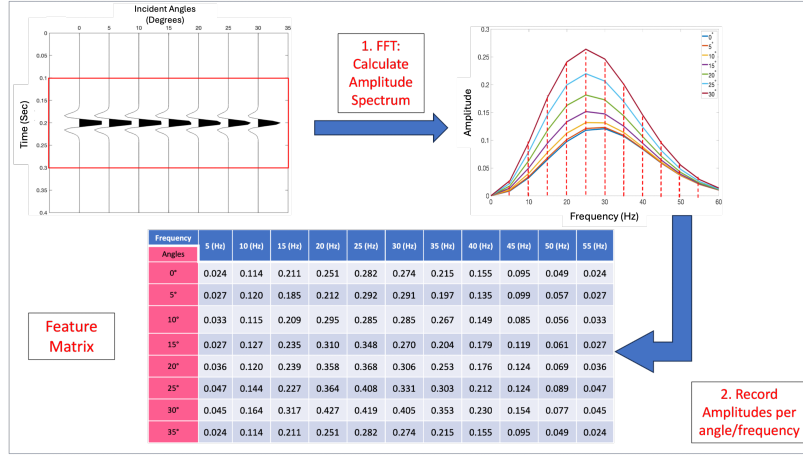 Incident Angles
(Degrees)
0 5 10 15 20 25 30 35
Time (Sec)
0
0.05
0.1
0.15
0.2
0.25
0.3
0.35
0.4
1. FFT:
Calculate
Amplitude
Spectrum
Amplitude
0.3
0.25
0.2
0.15
0.1
0.05
0
0 10 20 30 40 50 60
Frequency (Hz)
0°
5°
10°
15°
20°
25°
30°
Frequency 5 (Hz) 10 (Hz) 15 (Hz) 20 (Hz) 25 (Hz) 30 (Hz) 35 (Hz) 40 (Hz) 45 (Hz) 50 (Hz) 55 (Hz)
Angles
0° 0.024 0.114 0.211 0.251 0.282 0.274 0.215 0.155 0.095 0.049 0.024
5° 0.027 0.120 0.185 0.212 0.292 0.291 0.197 0.135 0.099 0.057 0.027
10° 0.033 0.115 0.209 0.295 0.285 0.285 0.267 0.149 0.085 0.056 0.033
15° 0.027 0.127 0.235 0.310 0.348 0.270 0.204 0.179 0.119 0.061 0.027
20° 0.036 0.120 0.239 0.358 0.368 0.306 0.253 0.176 0.124 0.069 0.036
25° 0.047 0.144 0.227 0.364 0.408 0.331 0.303 0.212 0.124 0.089 0.047
30° 0.045 0.164 0.317 0.427 0.419 0.405 0.353 0.230 0.154 0.077 0.045
35° 0.024 0.114 0.211 0.251 0.282 0.274 0.215 0.155 0.095 0.049 0.024
Feature
Matrix
2. Record
Amplitudes per
angle/frequency